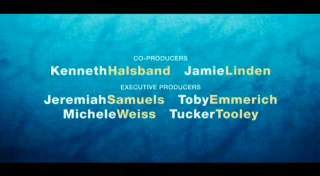 CO-PRODUCERS
KennethHalsband JamieLinden
EXECUTIVE PRODUCERS
JeremiahSamuels TobyEmmerich
MicheleWeiss TuckerTooley